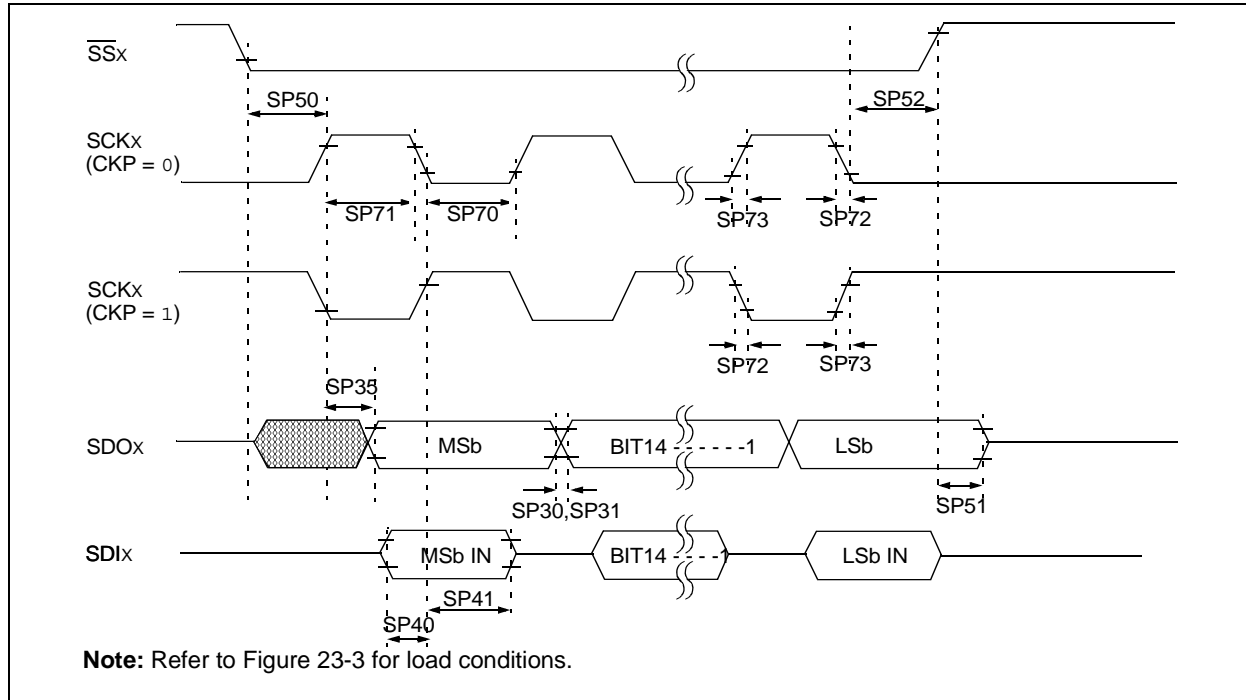 SSX
SP50
SP52
SCKX
(CKP = 0)
SP71
SP70
SP73
SP72
SCKX
(CKP = 1)
SP72
SP73
SP35
SDOX
MSb
BIT14 - - - - - -1
LSb
SP30,SP31
SP51
SDIX
MSb IN
BIT14 - - - -1
LSb IN
SP41
SP40
Note: Refer to Figure 23-3 for load conditions.